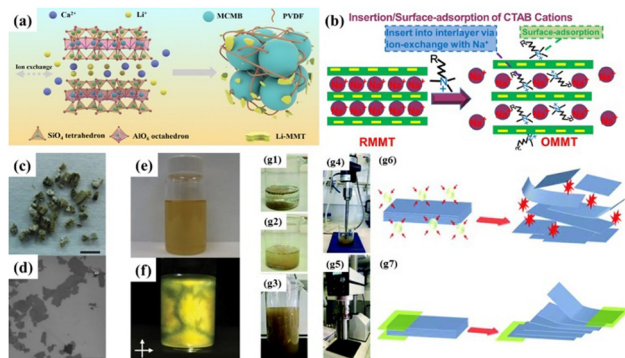 (a)
Ca²⁺
Li⁺
MCMB
PVDF
Ion exchange
SiO₄ tetrahedron
AlO₆ octahedron
Li-MMT
(b)
Insertion/Surface-adsorption of CTAB Cations
Insert into interlayer via
ion-exchange with Na⁺
Surface-adsorption
R
RMMT
OMMT
(c)
(d)
(e)
(f)
(g1)
(g2)
(g3)
(g4)
(g5)
(g6)
(g7)